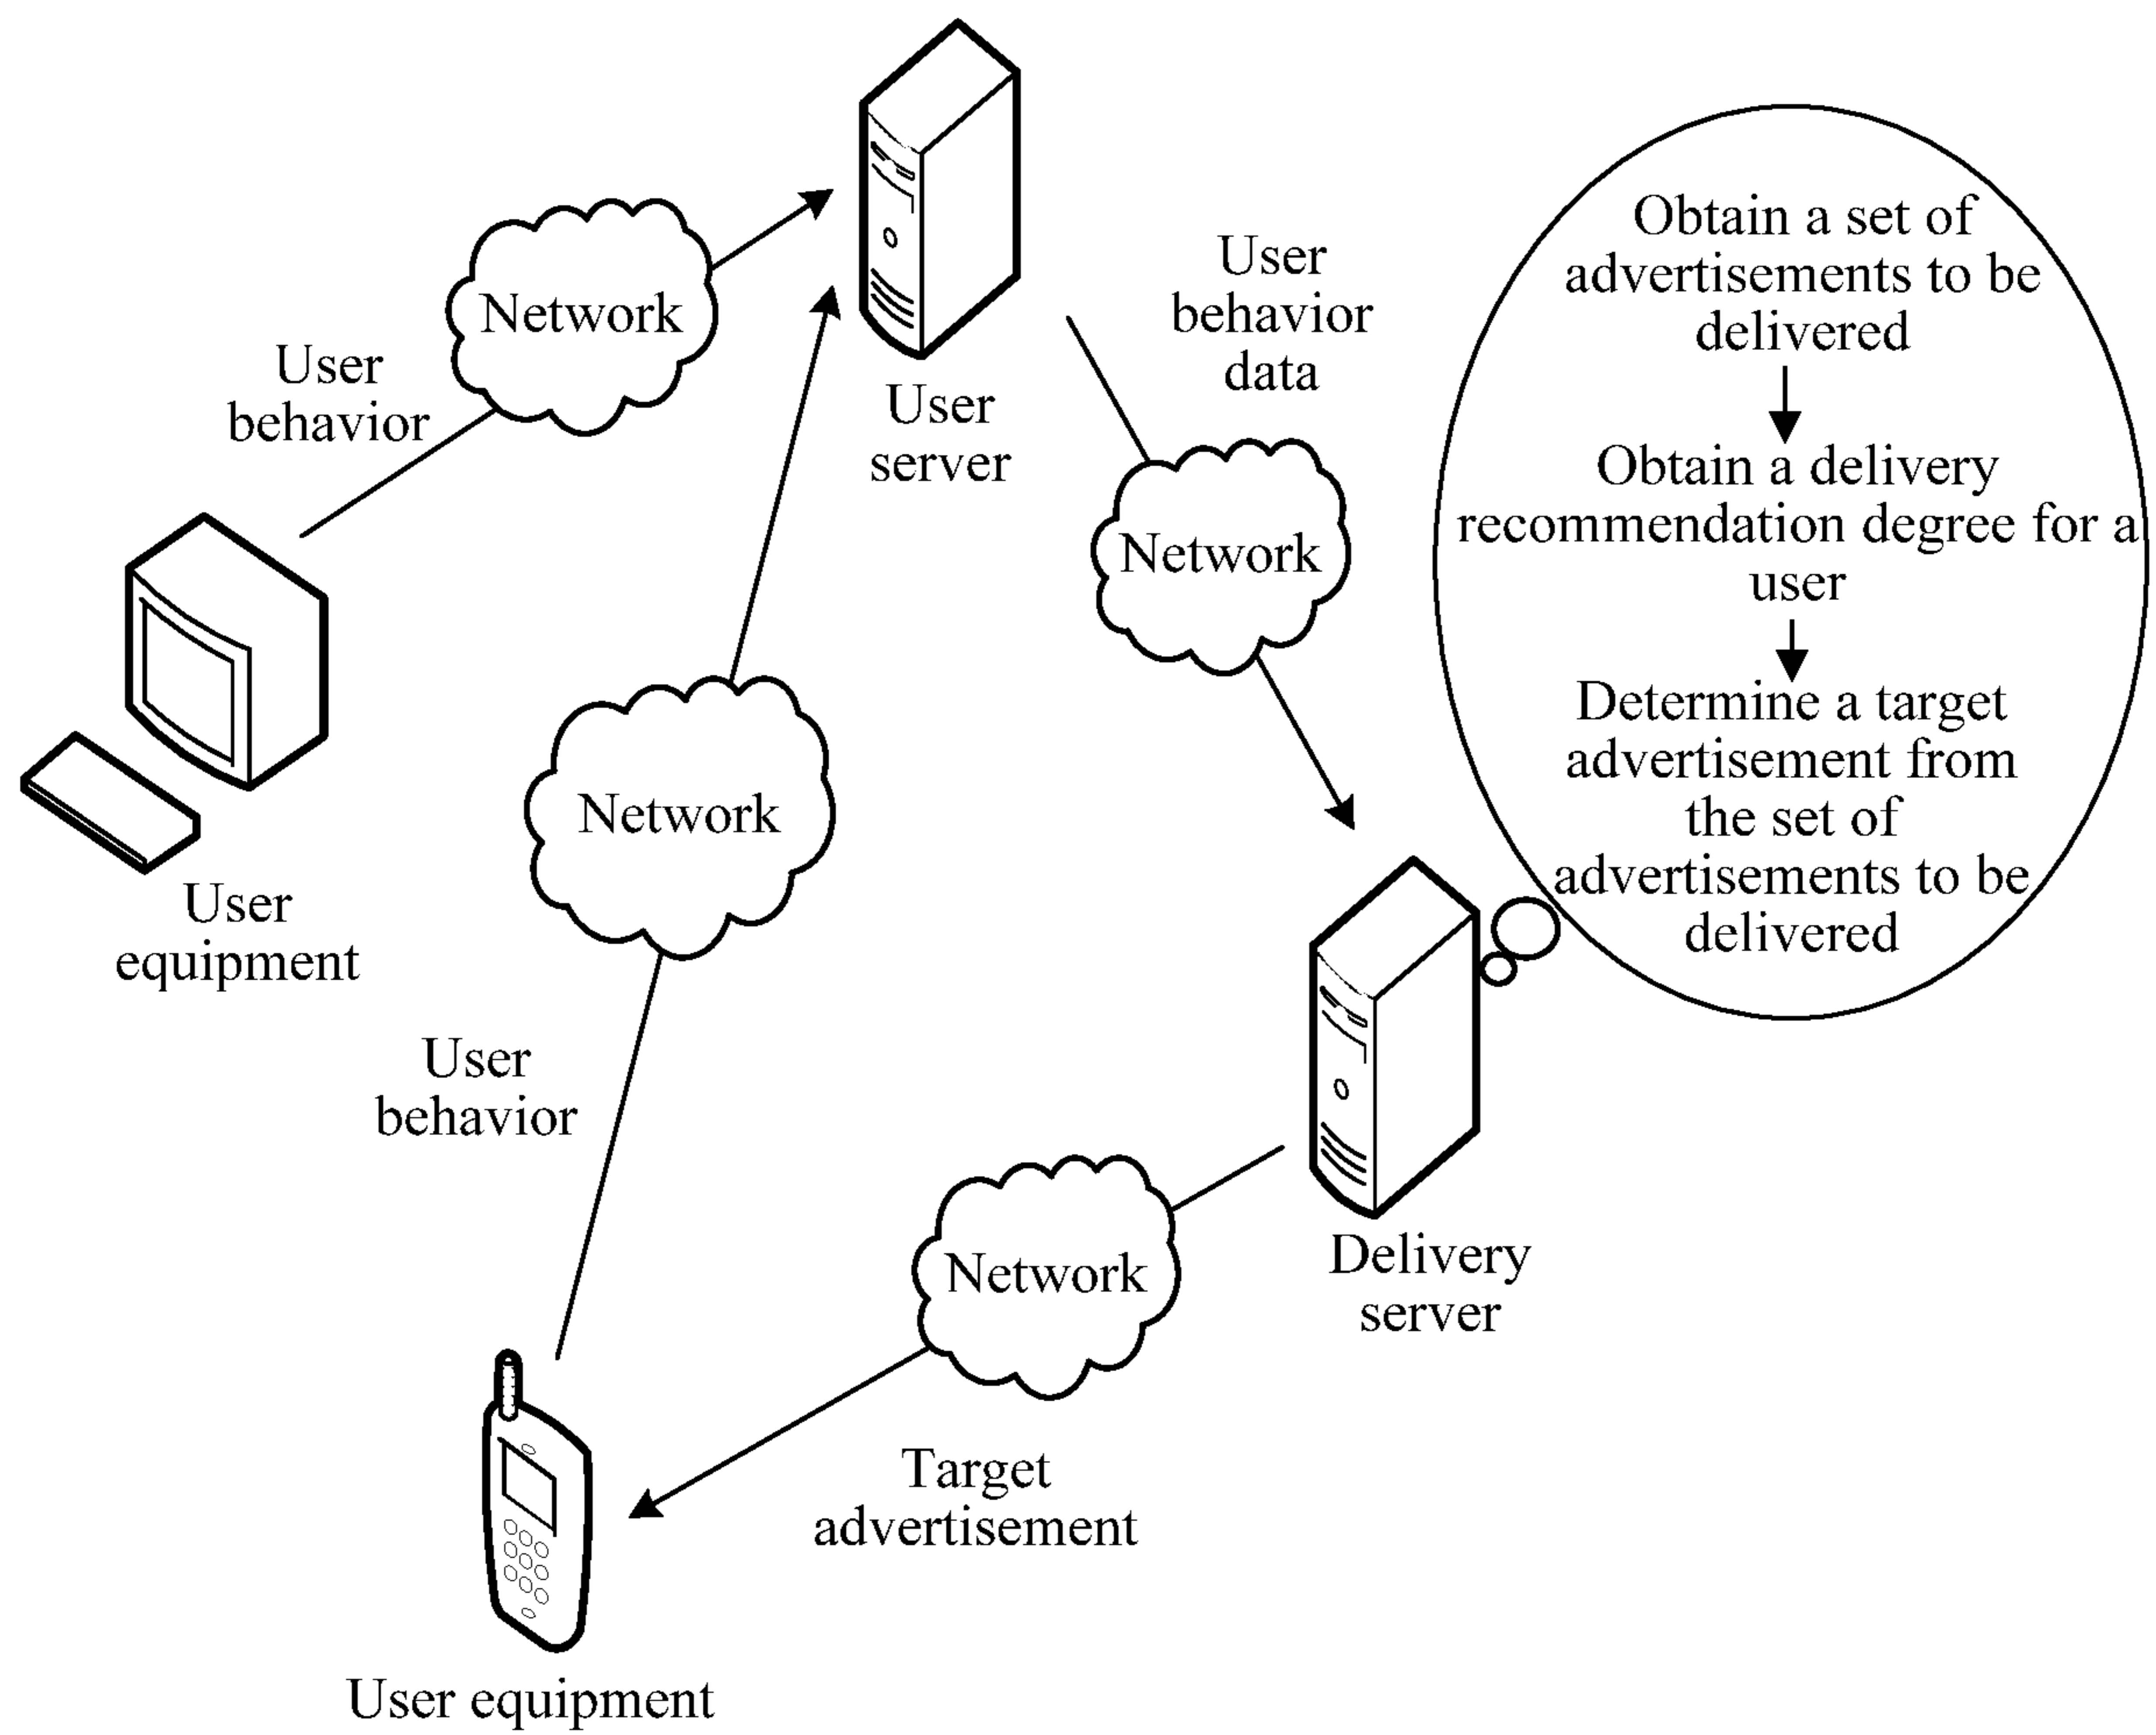 Network
User
behavior
User
server
User
behavior
data
Network
Obtain a set of
advertisements to be
delivered
Obtain a delivery
recommendation degree for a
user
Determine a target
advertisement from
the set of
advertisements to be
delivered
User
equipment
Network
User
behavior
Delivery
server
Network
Target
advertisement
User equipment